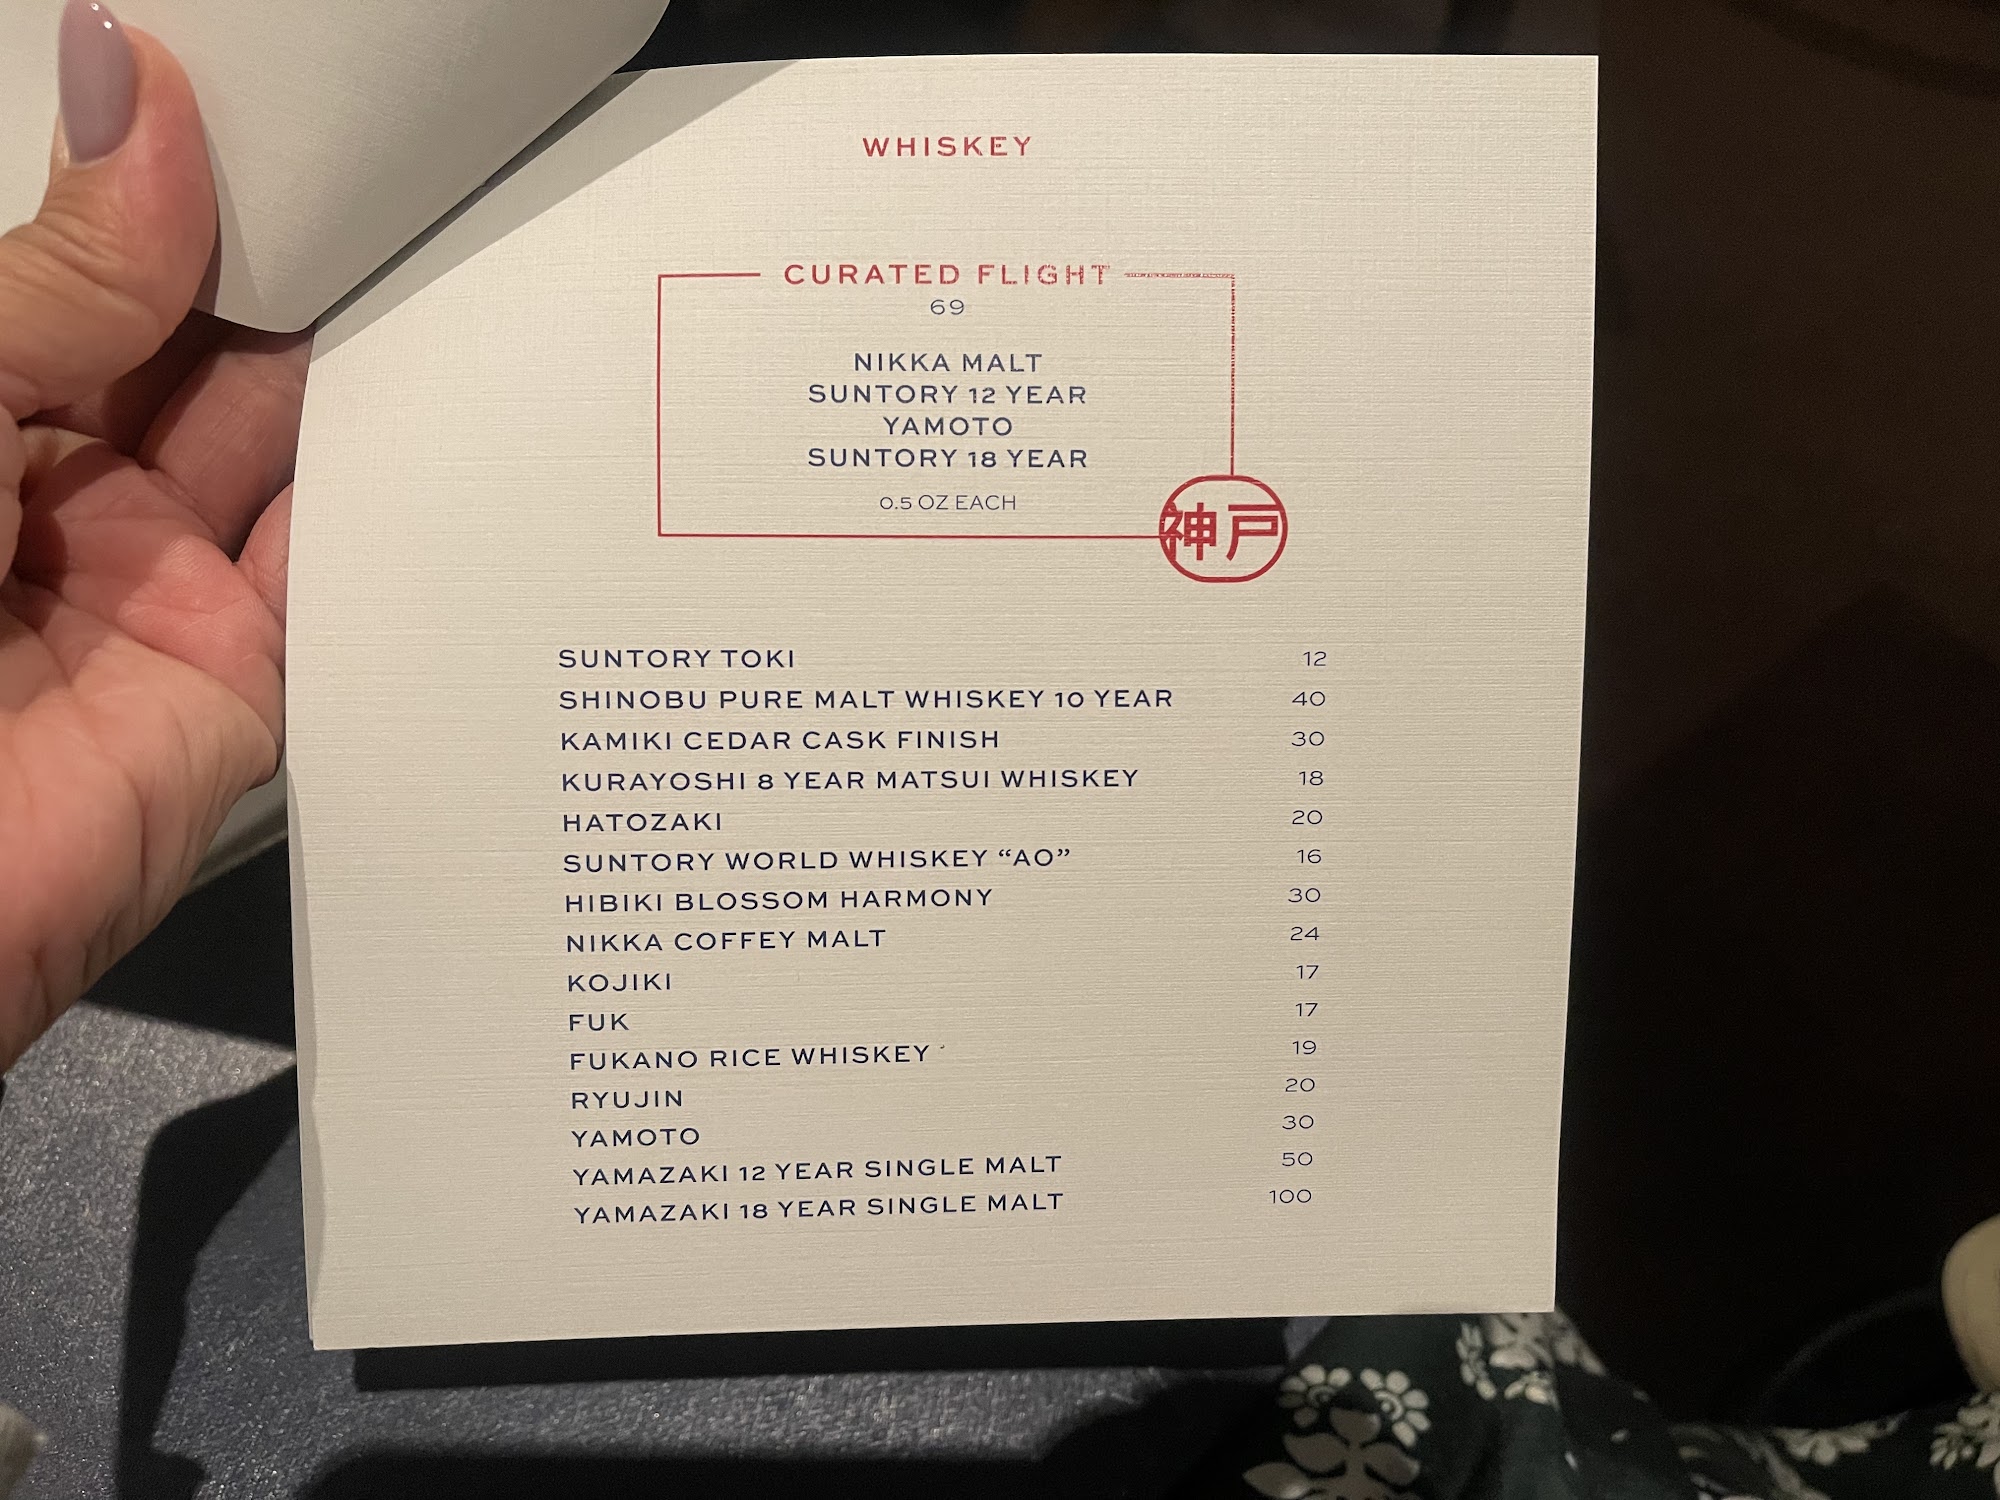 WHISKEY
CURATED FLIGHT
69
NIKKA MALT
SUNTORY 12 YEAR
YAMOTO
SUNTORY 18 YEAR
0.5 OZ EACH
神戸
SUNTORY TOKI 12
SHINOBU PURE MALT WHISKEY 10 YEAR 40
KAMIKI CEDAR CASK FINISH 30
KURAYOSHI 8 YEAR MATSUI WHISKEY 18
HATOZAKI 20
SUNTORY WORLD WHISKEY “AO” 16
HIBIKI BLOSSOM HARMONY 30
NIKKA COFFEY MALT 24
KOJIKI 17
FUK 17
FUKANO RICE WHISKEY 19
RYUJIN 20
YAMOTO 30
YAMAZAKI 12 YEAR SINGLE MALT 50
YAMAZAKI 18 YEAR SINGLE MALT 100